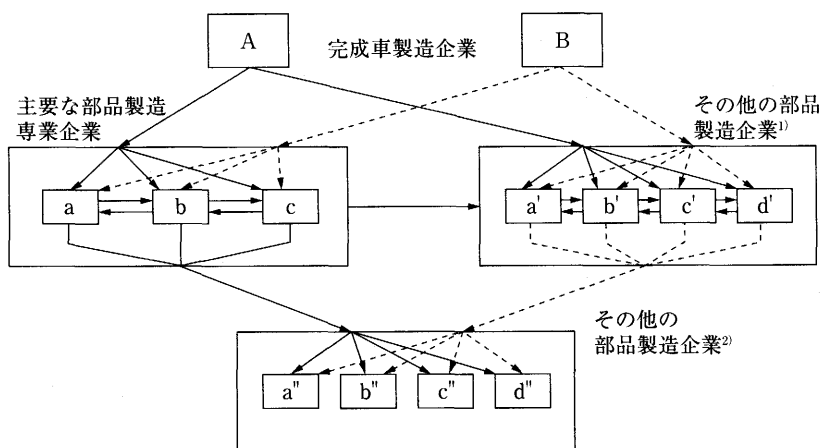 A
完成車製造企業
B
主要な部品製造
専業企業
その他の部品
製造企業1)
a
b
c
a'
b'
c'
d'
その他の
部品製造企業2)
a"
b"
c"
d"